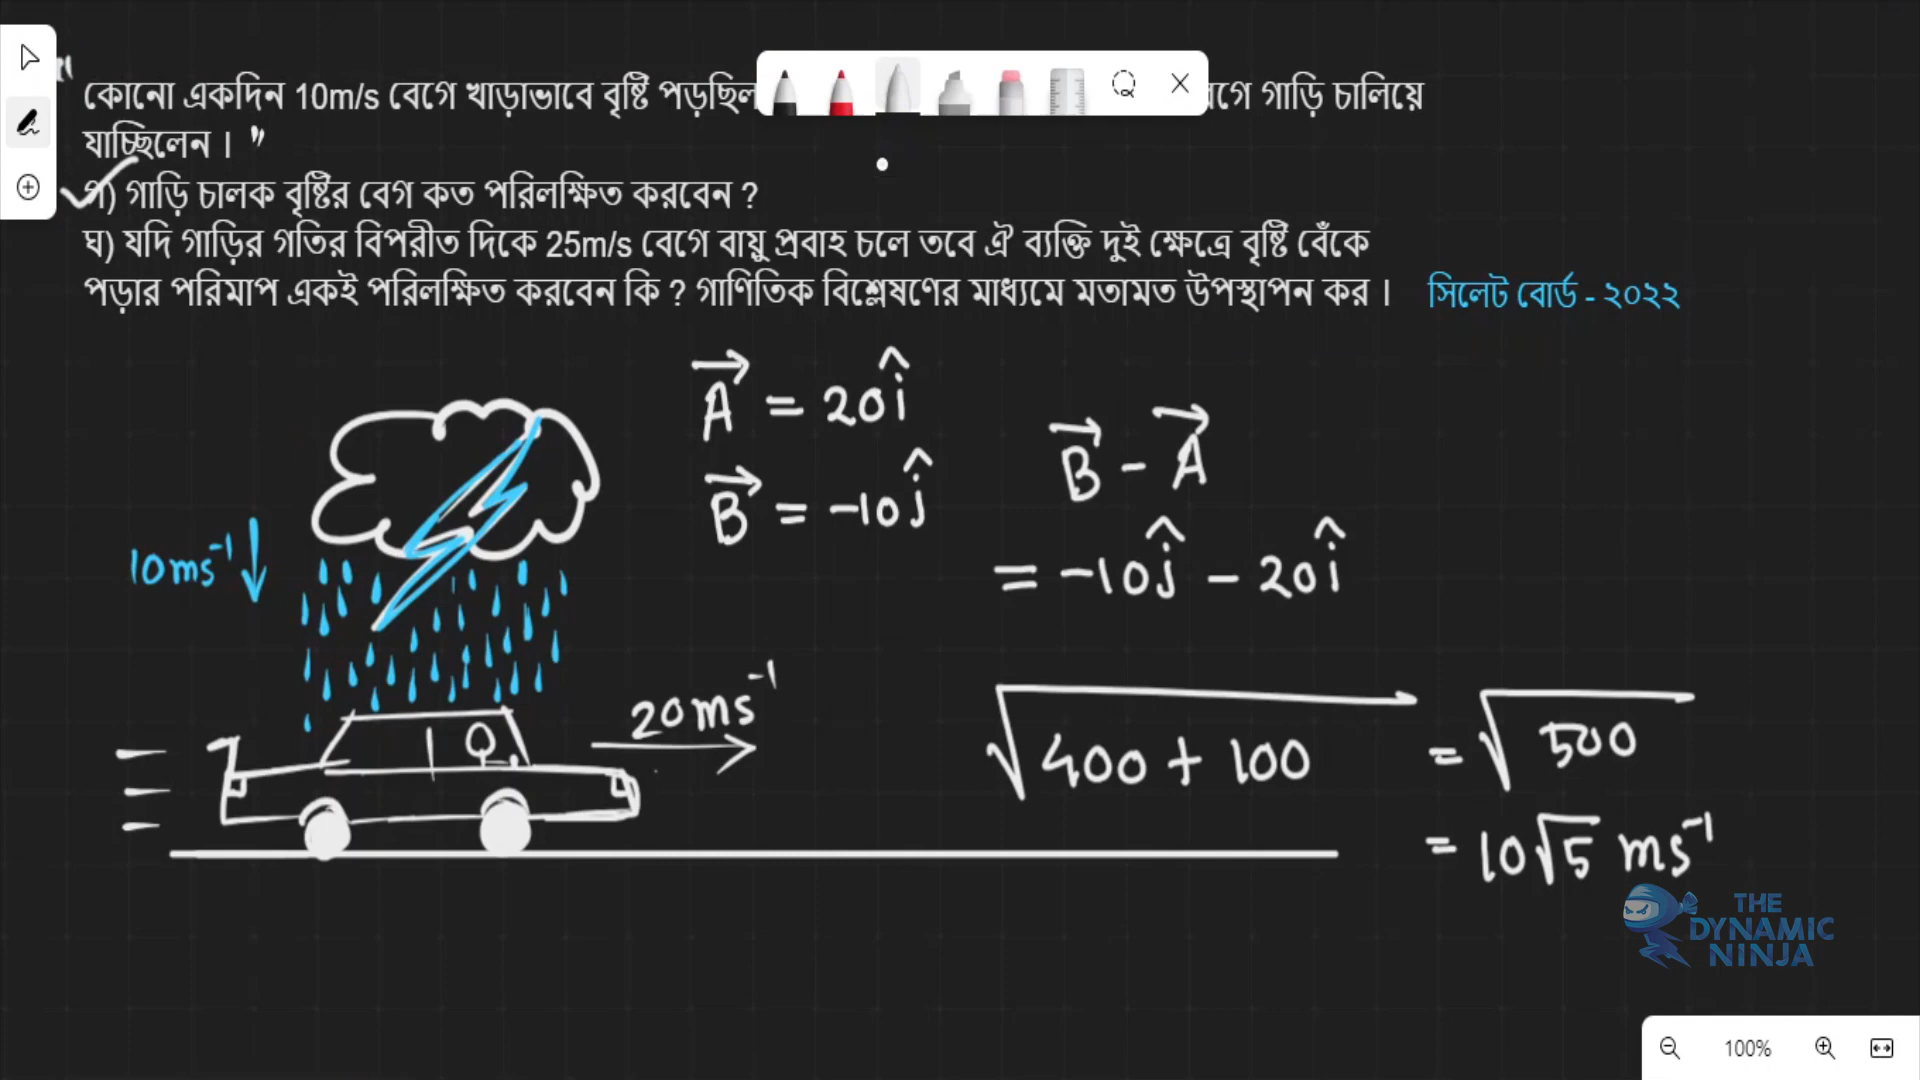 কোনো একদিন 10m/s বেগে খাড়াভাবে বৃষ্টি পড়ছিল গাড়ি চালিয়ে
যাচ্ছিলেন। "
গ) গাড়ি চালক বৃষ্টির বেগ কত পরিলক্ষিত করবেন ?
ঘ) যদি গাড়ির গতির বিপরীত দিকে 25m/s বেগে বায়ু প্রবাহ চলে তবে ঐ ব্যক্তি দুই ক্ষেত্রে বৃষ্টি বেঁকে
পড়ার পরিমাপ একই পরিলক্ষিত করবেন কি ? গাণিতিক বিশ্লেষণের মাধ্যমে মতামত উপস্থাপন কর । সিলেট বোর্ড - ২০২২
A⃗ = 20î
B⃗ = -10ĵ
B⃗ - A⃗
= -10ĵ - 20î
10ms⁻¹
20ms⁻¹
√400 + 100 = √500
= 10√5 ms⁻¹
THE
DYNAMIC
NINJA
100%